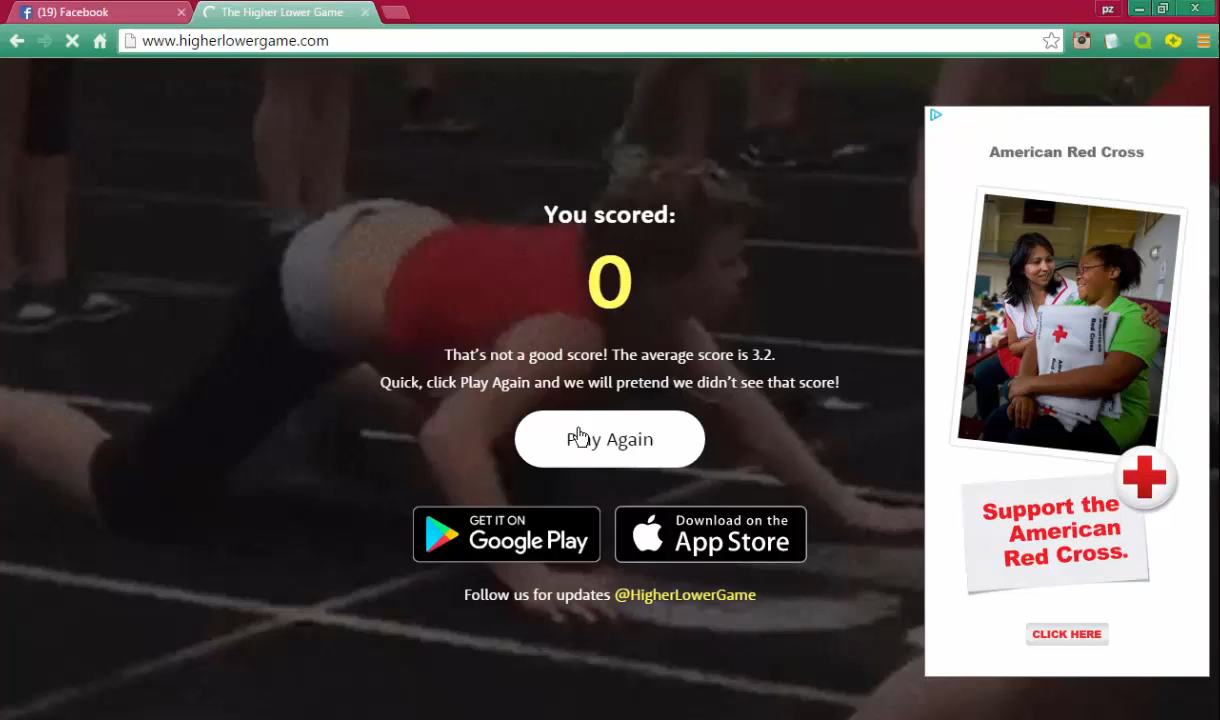 (19) Facebook
The Higher Lower Game
pz
www.higherlowergame.com
You scored:
0
That's not a good score! The average score is 3.2.
Quick, click Play Again and we will pretend we didn't see that score!
Play Again
GET IT ON
Google Play
Download on the
App Store
Follow us for updates @HigherLowerGame
American Red Cross
Support the
American
Red Cross.
CLICK HERE